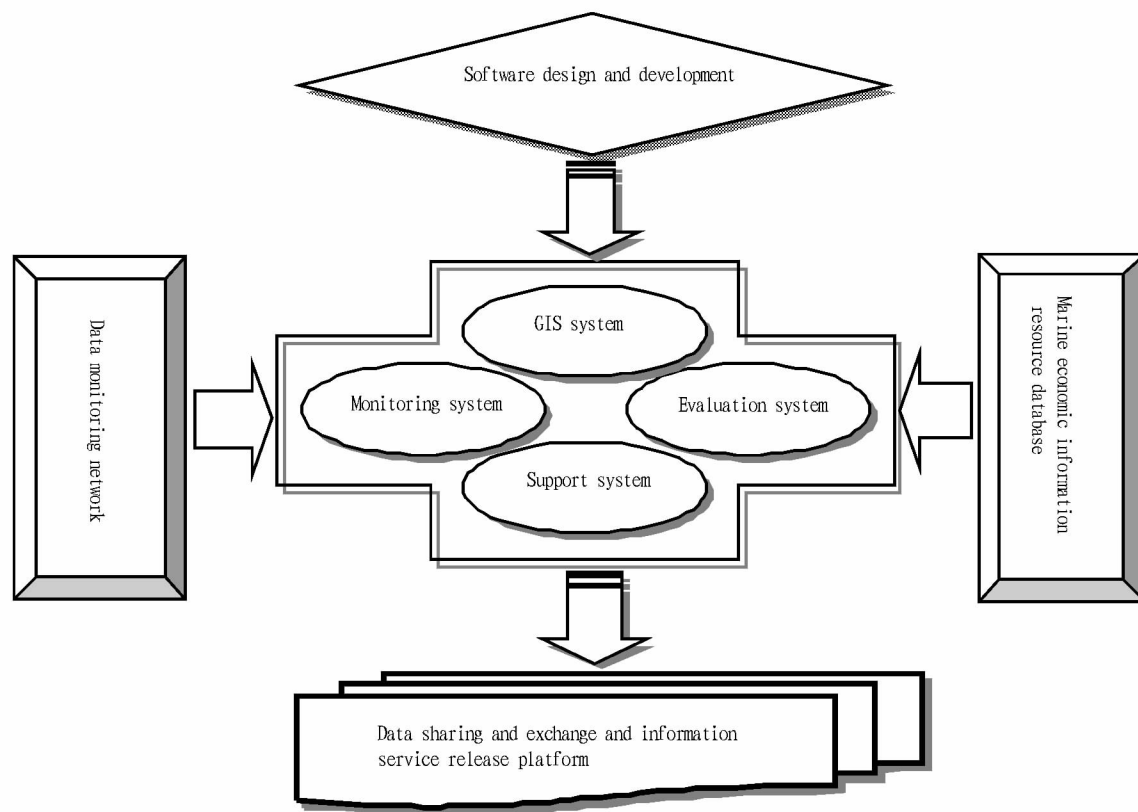 Software design and development
Data monitoring network
GIS system
Monitoring system
Evaluation system
Support system
Marine economic information
resource database
Data sharing and exchange and information
service release platform